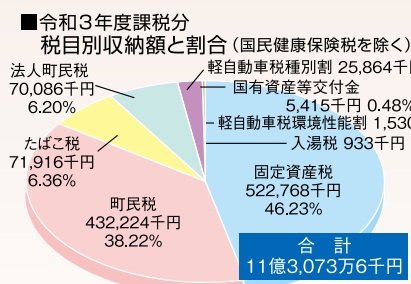 ■令和3年度課税分
税目別収納額と割合（国民健康保険税を除く）
法人町民税
70,086千円
6.20%
軽自動車税種別割 25,864千円
国有資産等交付金
5,415千円 0.48%
軽自動車税環境性能割 1,530
入湯税 933千円
たばこ税
71,916千円
6.36%
固定資産税
522,768千円
46.23%
町民税
432,224千円
38.22%
合　計
11億3,073万6千円